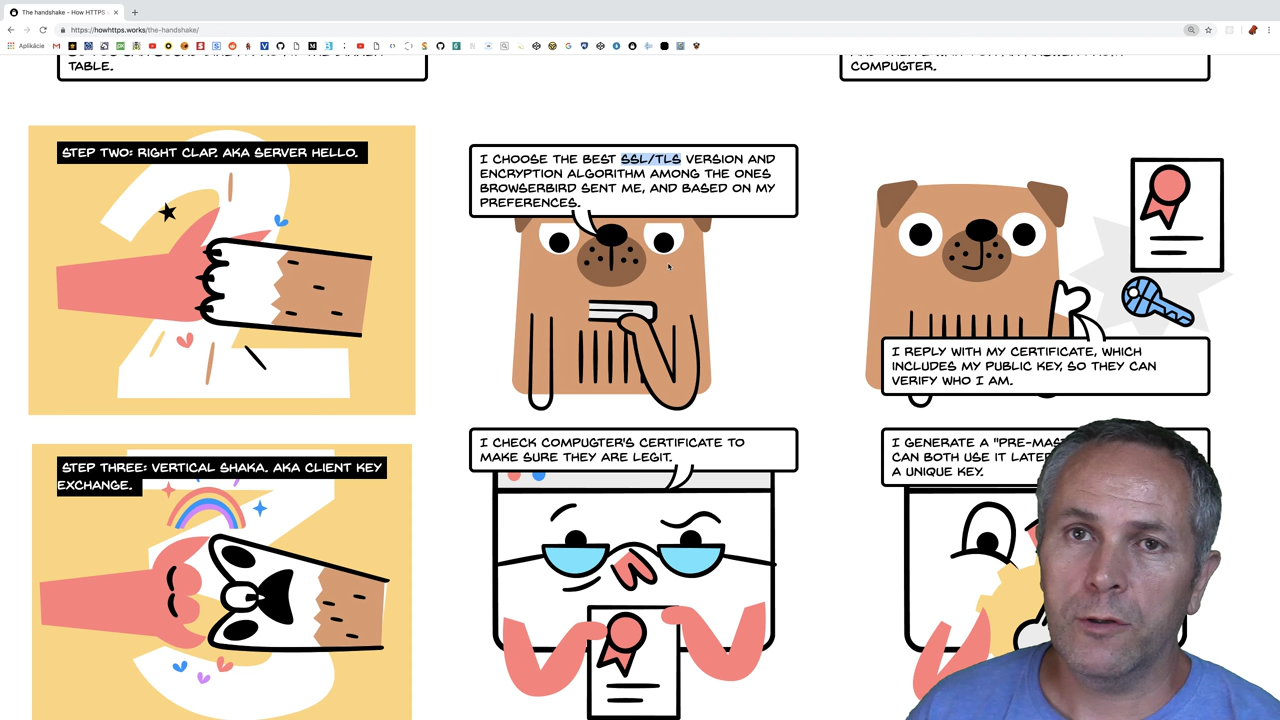 The handshake - How HTTPS
https://howhttps.works/the-handshake/
Aplikácie
TABLE.
COMPUGTER.
STEP TWO: RIGHT CLAP. AKA SERVER HELLO.
I CHOOSE THE BEST SSL/TLS VERSION AND
ENCRYPTION ALGORITHM AMONG THE ONES
BROWSERBIRD SENT ME, AND BASED ON MY
PREFERENCES.
I REPLY WITH MY CERTIFICATE, WHICH
INCLUDES MY PUBLIC KEY, SO THEY CAN
VERIFY WHO I AM.
STEP THREE: VERTICAL SHAKA. AKA CLIENT KEY
EXCHANGE.
I CHECK COMPUGTER'S CERTIFICATE TO
MAKE SURE THEY ARE LEGIT.
I GENERATE A "PRE-MAS
CAN BOTH USE IT LATE
A UNIQUE KEY.